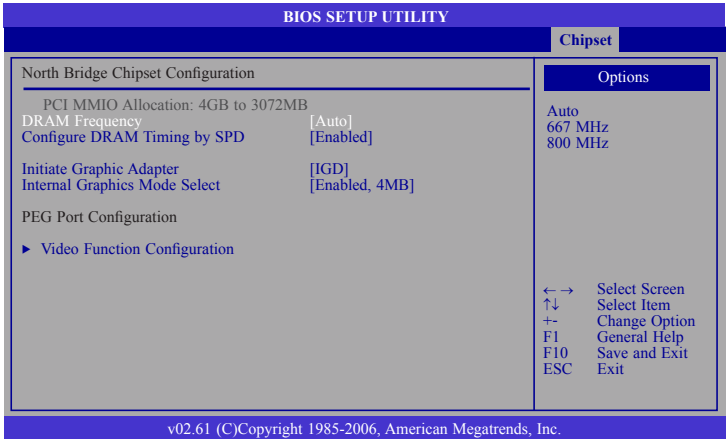 BIOS SETUP UTILITY
Chipset
North Bridge Chipset Configuration
PCI MMIO Allocation: 4GB to 3072MB
DRAM Frequency [Auto]
Configure DRAM Timing by SPD [Enabled]
Initiate Graphic Adapter [IGD]
Internal Graphics Mode Select [Enabled, 4MB]
PEG Port Configuration
► Video Function Configuration
Options
Auto
667 MHz
800 MHz
←→ Select Screen
↑↓ Select Item
+- Change Option
F1 General Help
F10 Save and Exit
ESC Exit
v02.61 (C)Copyright 1985-2006, American Megatrends, Inc.